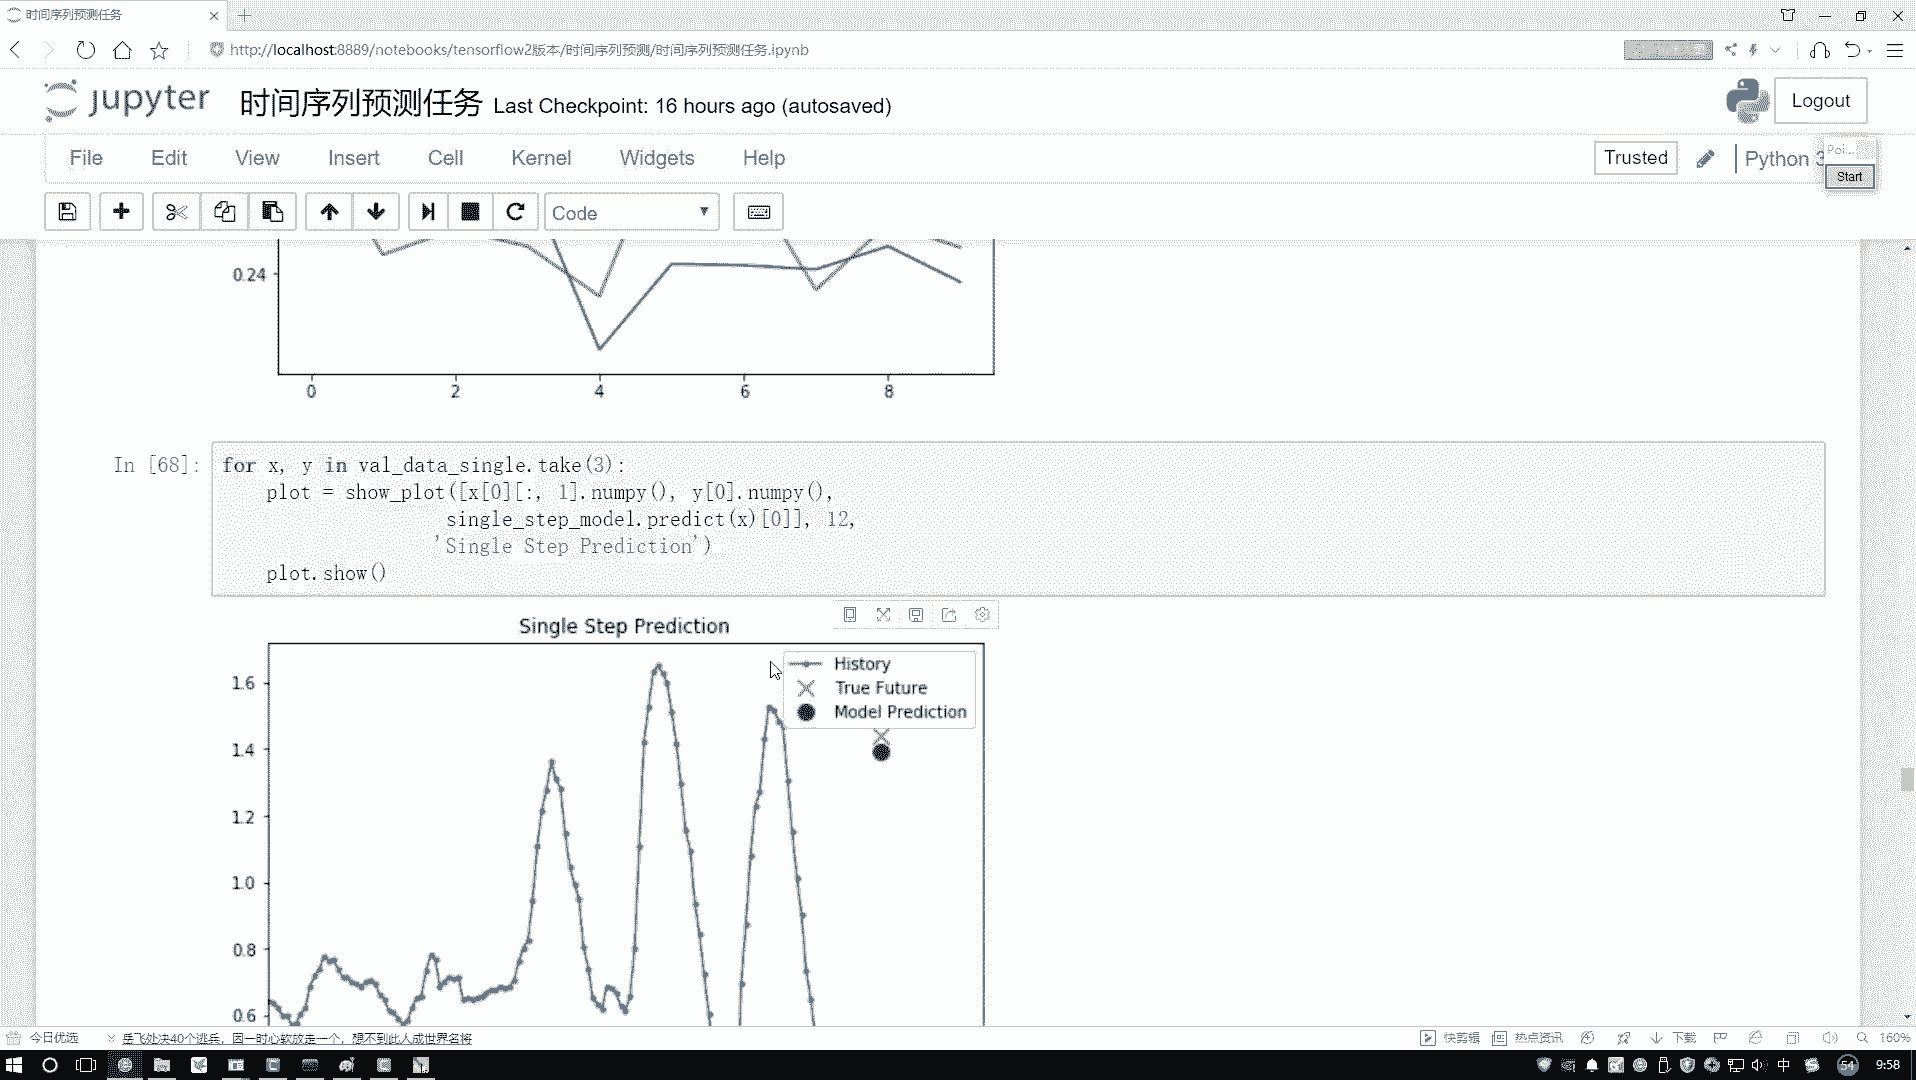 时间序列预测任务
http://localhost:8889/notebooks/tensorflow2版本/时间序列预测/时间序列预测任务.ipynb
jupyter 时间序列预测任务 Last Checkpoint: 16 hours ago (autosaved)
Logout
File Edit View Insert Cell Kernel Widgets Help
Trusted
Python 3
Poi...
Start
Code
0.24
0 2 4 6 8
In [68]:
for x, y in val_data_single.take(3):
plot = show_plot([x[0][:, 1].numpy(), y[0].numpy(),
single_step_model.predict(x)[0]], 12,
'Single Step Prediction')
plot.show()
Single Step Prediction
History
True Future
Model Prediction
1.6
1.4
1.2
1.0
0.8
0.6
今日优选
岳飞处决40个逃兵，因一时心软放走一个，想不到此人成世界名将
快剪辑
热点资讯
下载
160%
中
54
9:58